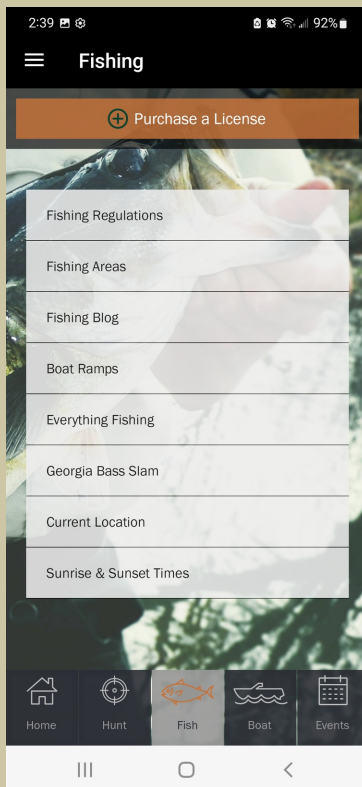 2:39
92%
Fishing
Purchase a License
Fishing Regulations
Fishing Areas
Fishing Blog
Boat Ramps
Everything Fishing
Georgia Bass Slam
Current Location
Sunrise & Sunset Times
Home Hunt Fish Boat Events